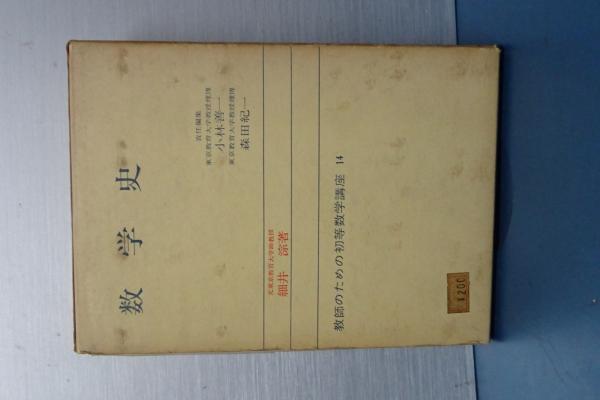 数学史
責任編集
東京教育大学教授理博
小林善一
東京教育大学教授理博
森田紀一
元東京教育大学助教授
細井 淙著
教師のための初等数学講座 14
¥200